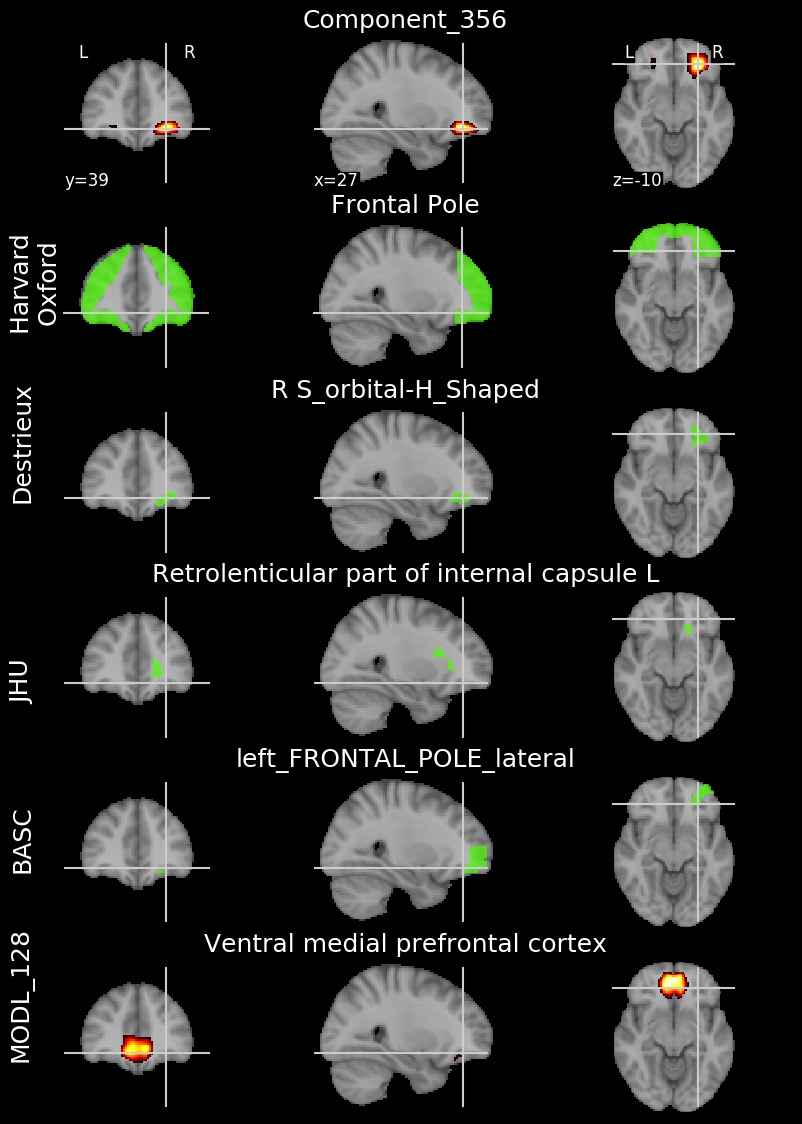 Component_356
L R L R
y=39 x=27 z=-10
Frontal Pole
Harvard
Oxford
R S_orbital-H_Shaped
Destrieux
Retrolenticular part of internal capsule L
JHU
left_FRONTAL_POLE_lateral
BASC
Ventral medial prefrontal cortex
MODL_128